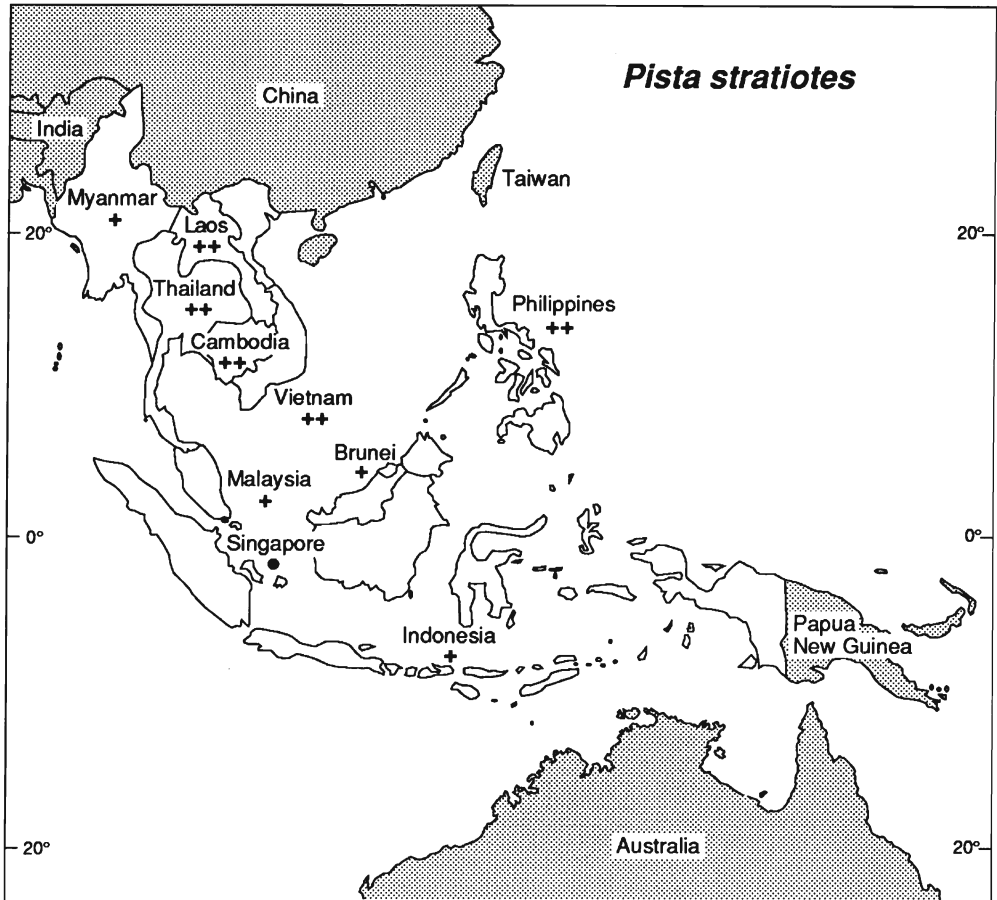 Pista stratiotes
China
India
Taiwan
Myanmar
+
Laos
++
20°
20°
Thailand
++
Philippines
++
Cambodia
++
Vietnam
++
Brunei
+
Malaysia
+
0°
0°
Singapore
Indonesia
+
Papua
New Guinea
Australia
20°
20°